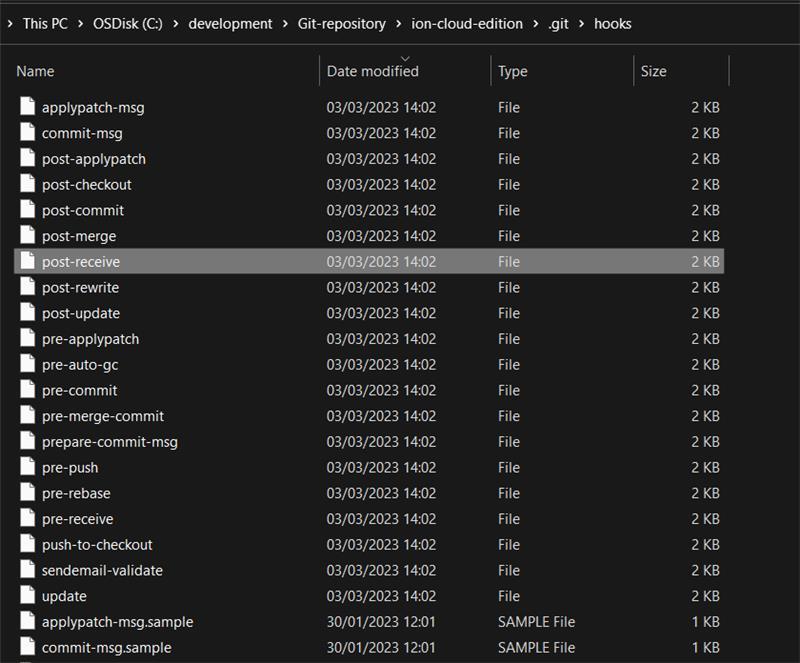 This PC > OSDisk (C:) > development > Git-repository > ion-cloud-edition > .git > hooks
Name Date modified Type Size
applypatch-msg 03/03/2023 14:02 File 2 KB
commit-msg 03/03/2023 14:02 File 2 KB
post-applypatch 03/03/2023 14:02 File 2 KB
post-checkout 03/03/2023 14:02 File 2 KB
post-commit 03/03/2023 14:02 File 2 KB
post-merge 03/03/2023 14:02 File 2 KB
post-receive 03/03/2023 14:02 File 2 KB
post-rewrite 03/03/2023 14:02 File 2 KB
post-update 03/03/2023 14:02 File 2 KB
pre-applypatch 03/03/2023 14:02 File 2 KB
pre-auto-gc 03/03/2023 14:02 File 2 KB
pre-commit 03/03/2023 14:02 File 2 KB
pre-merge-commit 03/03/2023 14:02 File 2 KB
prepare-commit-msg 03/03/2023 14:02 File 2 KB
pre-push 03/03/2023 14:02 File 2 KB
pre-rebase 03/03/2023 14:02 File 2 KB
pre-receive 03/03/2023 14:02 File 2 KB
push-to-checkout 03/03/2023 14:02 File 2 KB
sendemail-validate 03/03/2023 14:02 File 2 KB
update 03/03/2023 14:02 File 2 KB
applypatch-msg.sample 30/01/2023 12:01 SAMPLE File 1 KB
commit-msg.sample 30/01/2023 12:01 SAMPLE File 1 KB